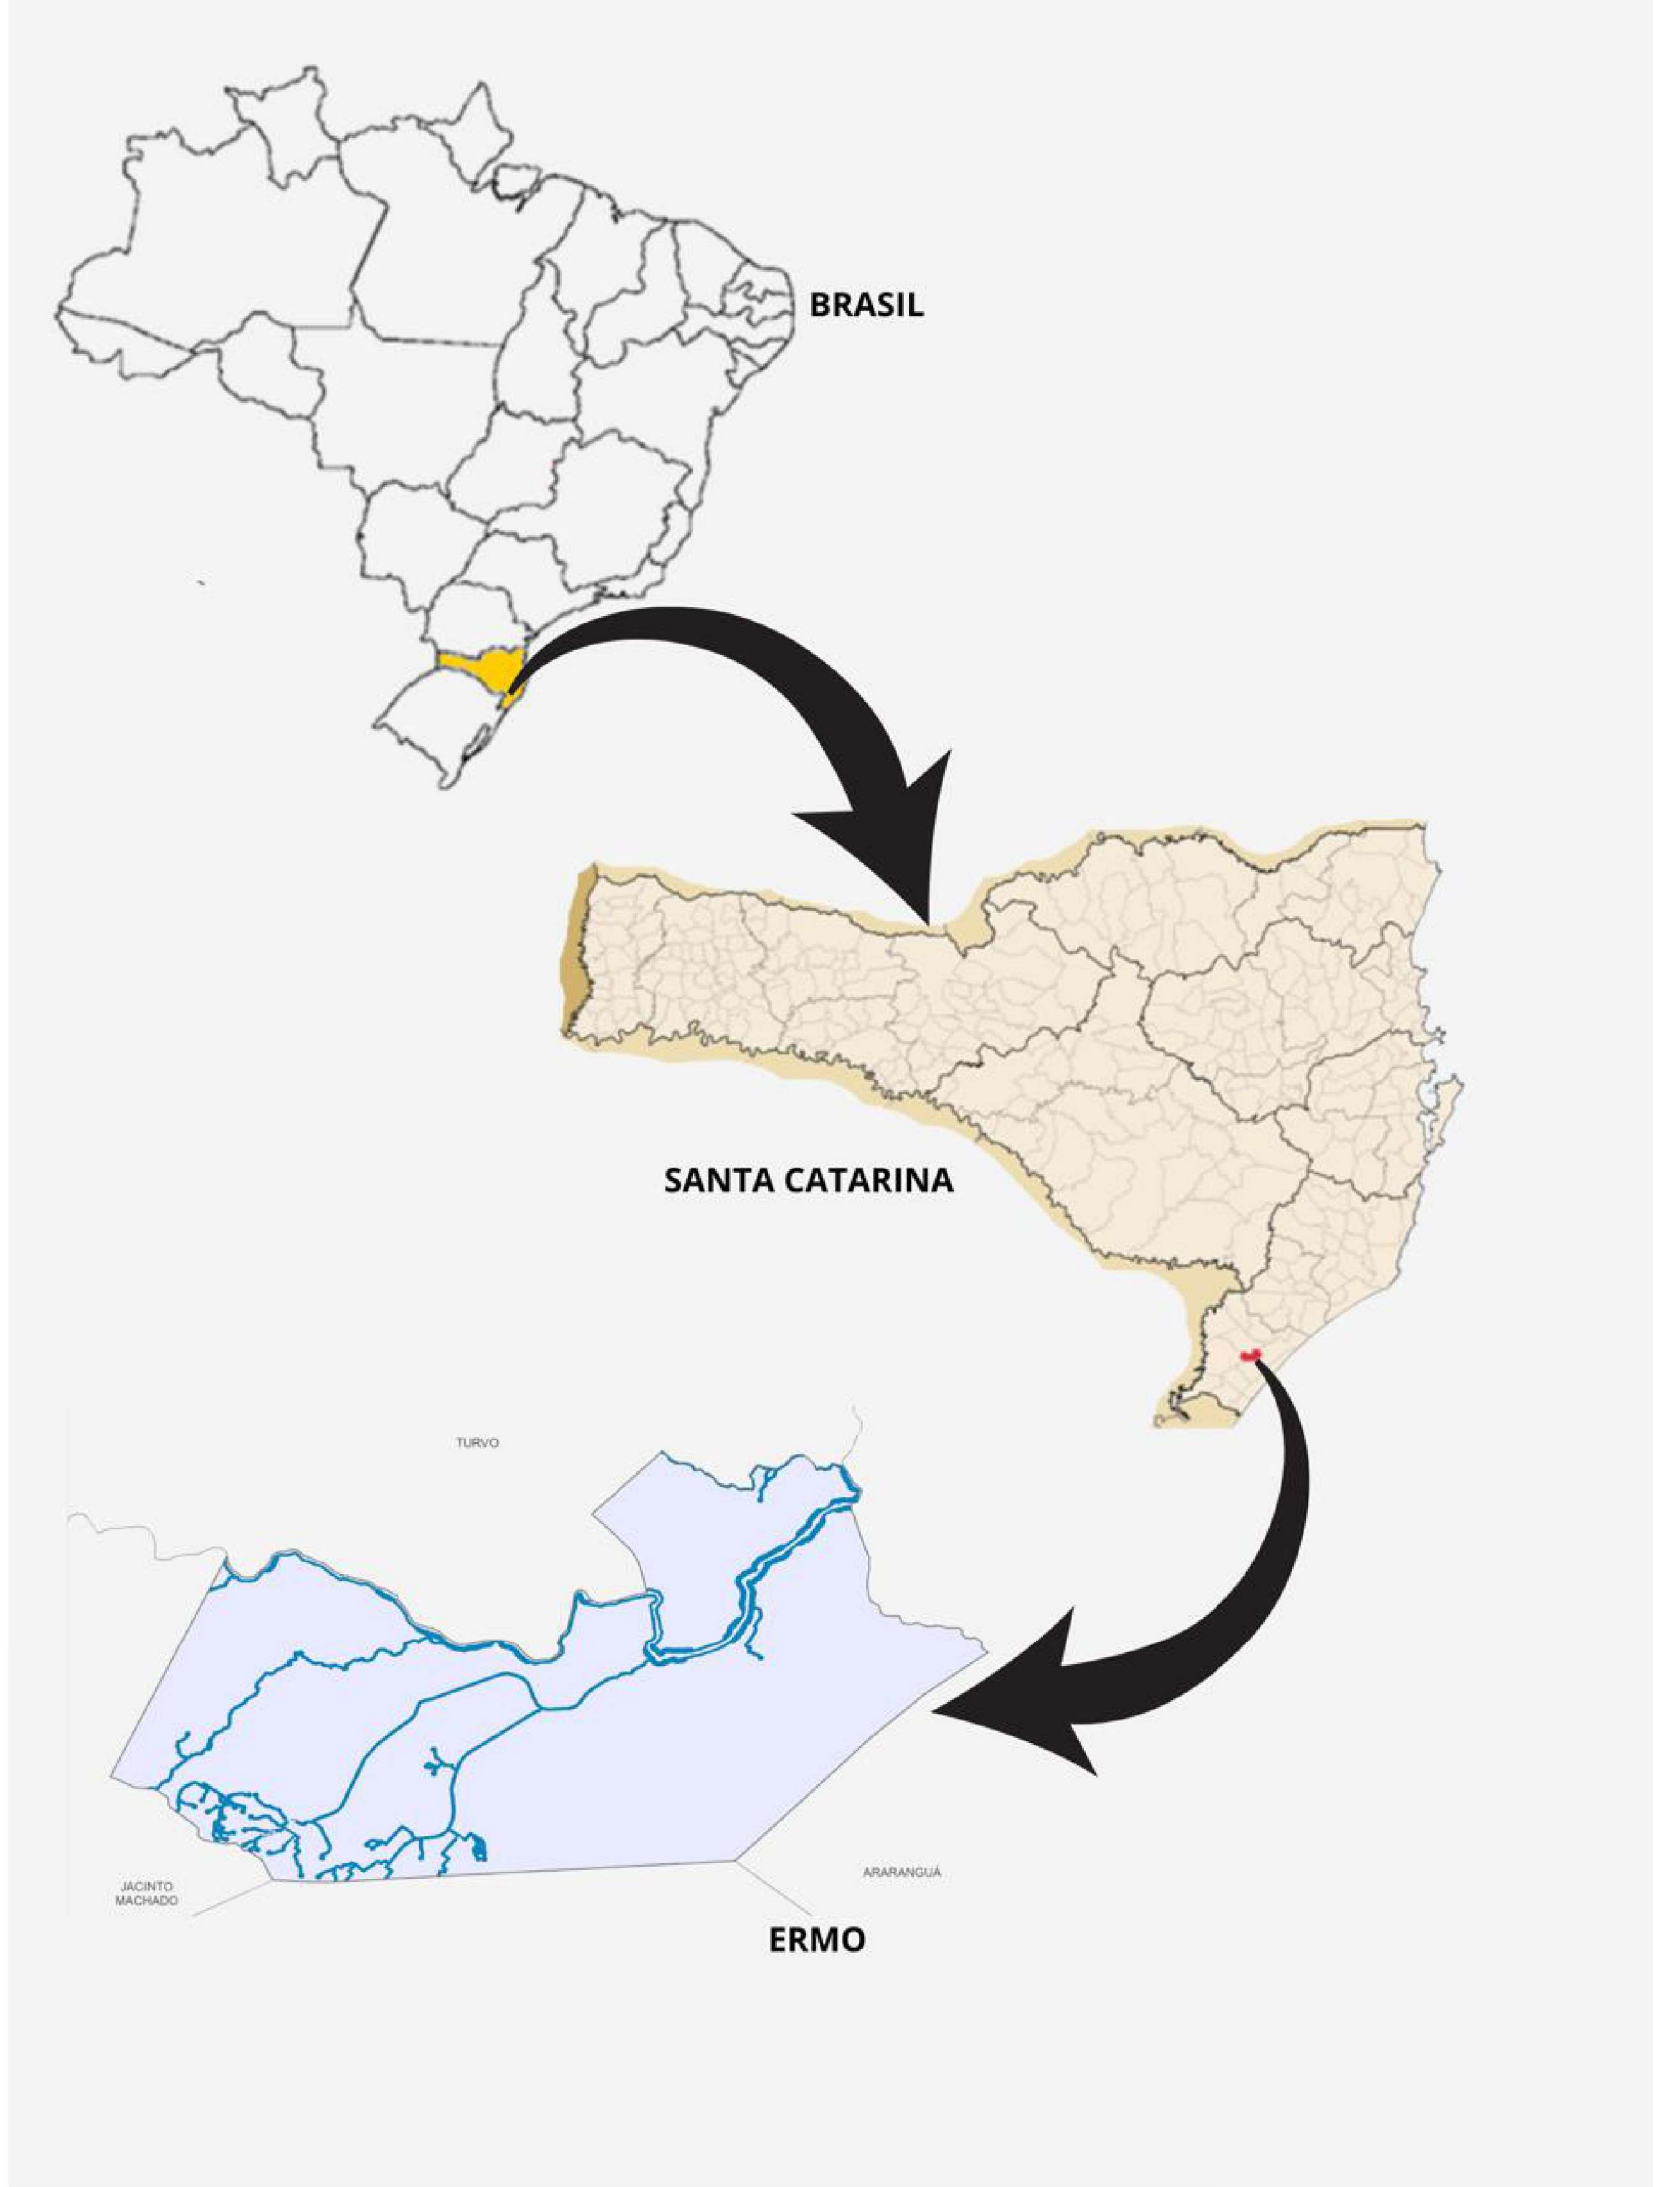 BRASIL
SANTA CATARINA
TURVO
JACINTO
MACHADO
ARARANGUÁ
ERMO